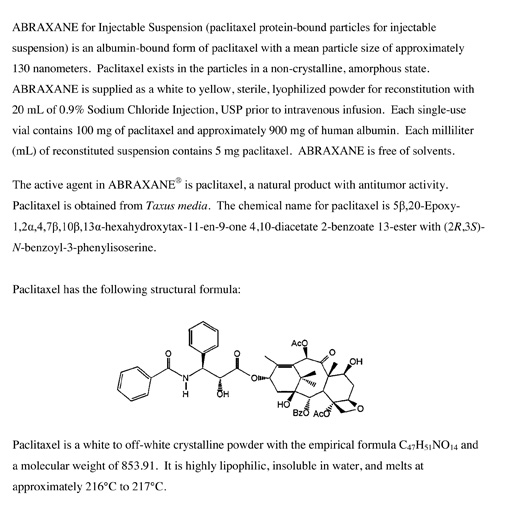 ABRAXANE for Injectable Suspension (paclitaxel protein-bound particles for injectable
suspension) is an albumin-bound form of paclitaxel with a mean particle size of approximately
130 nanometers.  Paclitaxel exists in the particles in a non-crystalline, amorphous state.
ABRAXANE is supplied as a white to yellow, sterile, lyophilized powder for reconstitution with
20 mL of 0.9% Sodium Chloride Injection, USP prior to intravenous infusion.  Each single-use
vial contains 100 mg of paclitaxel and approximately 900 mg of human albumin.  Each milliliter
(mL) of reconstituted suspension contains 5 mg paclitaxel.  ABRAXANE is free of solvents.
The active agent in ABRAXANE® is paclitaxel, a natural product with antitumor activity.
Paclitaxel is obtained from Taxus media.  The chemical name for paclitaxel is 5β,20-Epoxy-
1,2α,4,7β,10β,13α-hexahydroxytax-11-en-9-one 4,10-diacetate 2-benzoate 13-ester with (2R,3S)-
N-benzoyl-3-phenylisoserine.
Paclitaxel has the following structural formula:
AcO
O
OH
O
O
N
H
OH
O
HO
BzO AcO
O
Paclitaxel is a white to off-white crystalline powder with the empirical formula C₄₇H₅₁NO₁₄ and
a molecular weight of 853.91.  It is highly lipophilic, insoluble in water, and melts at
approximately 216°C to 217°C.